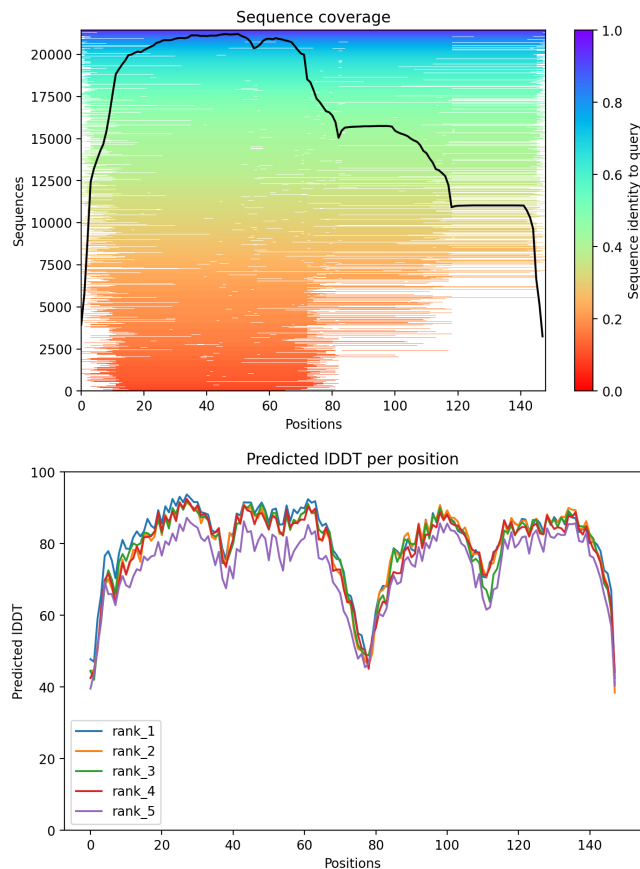 Sequence coverage
20000
17500
15000
12500
10000
7500
5000
2500
0
Sequences
0 20 40 60 80 100 120 140
Positions
1.0
0.8
0.6
0.4
0.2
0.0
Sequence identity to query
Predicted lDDT per position
100
80
60
40
20
0
Predicted lDDT
rank_1
rank_2
rank_3
rank_4
rank_5
0 20 40 60 80 100 120 140
Positions